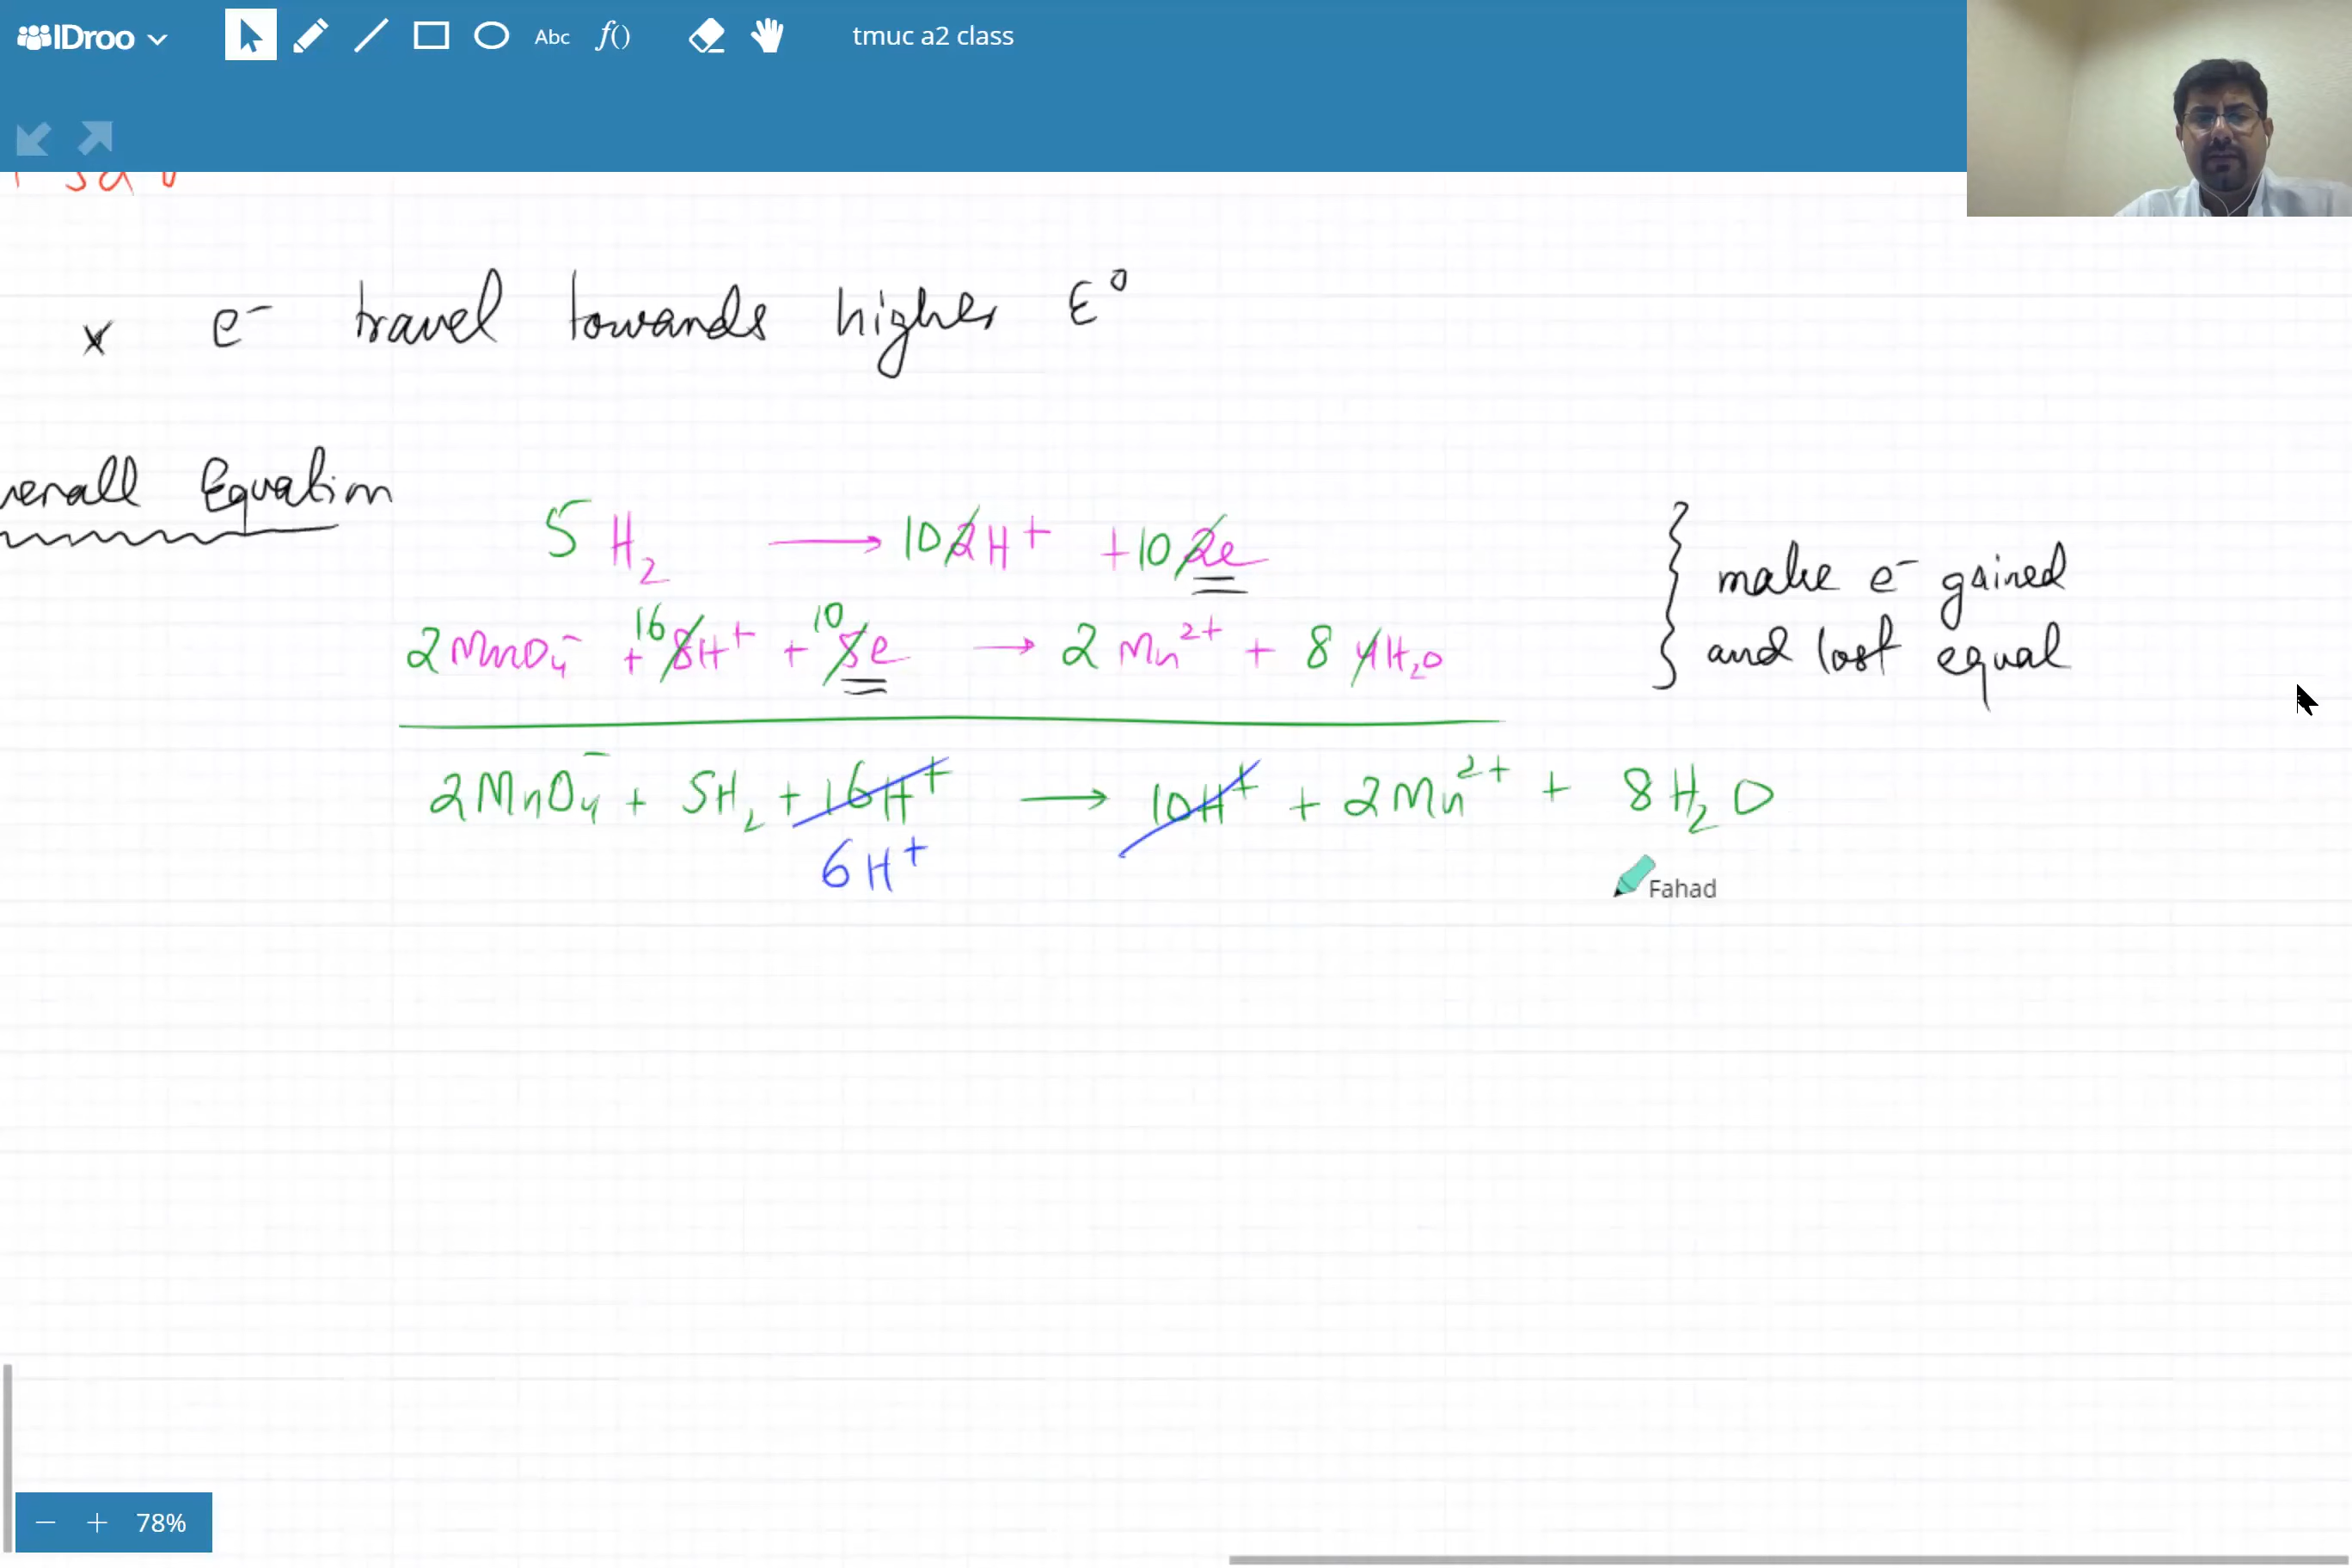 IDroo Abc f() tmuc a2 class
x e⁻ travel towards higher E⁰
verall Equation
5 H₂ → 10 2H⁺ + 10 2e
2MnO₄⁻ + 16 8H⁺ + 10 5e → 2 Mn²⁺ + 8 4H₂O
} make e⁻ gained
and lost equal
2MnO₄⁻ + 5H₂ + 16H⁺ → 10H⁺ + 2Mn²⁺ + 8H₂O
6H⁺
Fahad
− + 78%